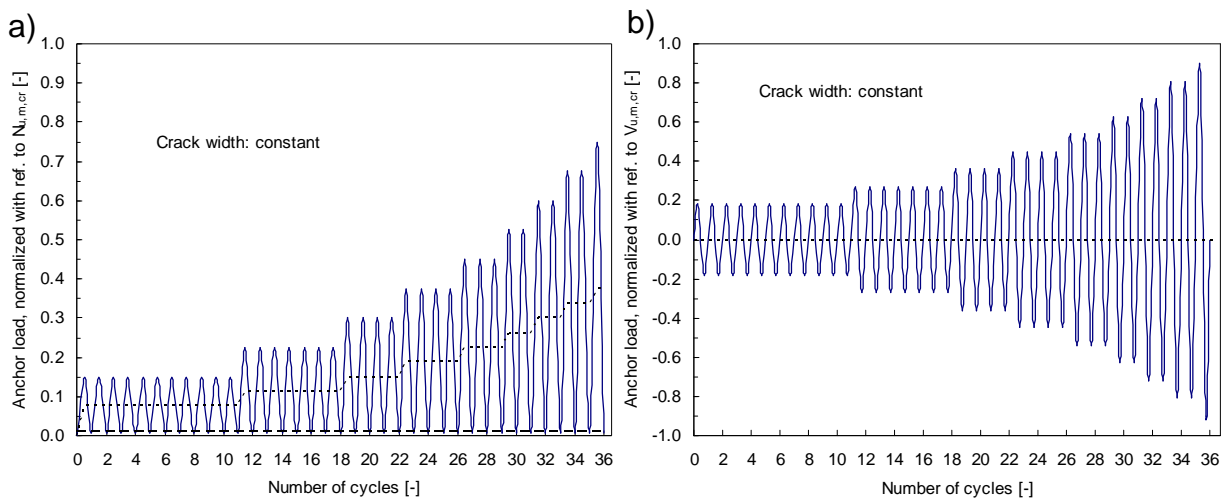 a)
Anchor load, normalized with ref. to Nu,m,cr [-]
1.0
0.9
0.8
0.7
0.6
0.5
0.4
0.3
0.2
0.1
0.0
Crack width: constant
0 2 4 6 8 10 12 14 16 18 20 22 24 26 28 30 32 34 36
Number of cycles [-]
b)
Anchor load, normalized with ref. to Vu,m,cr [-]
1.0
0.8
0.6
0.4
0.2
0.0
-0.2
-0.4
-0.6
-0.8
-1.0
Crack width: constant
0 2 4 6 8 10 12 14 16 18 20 22 24 26 28 30 32 34 36
Number of cycles [-]